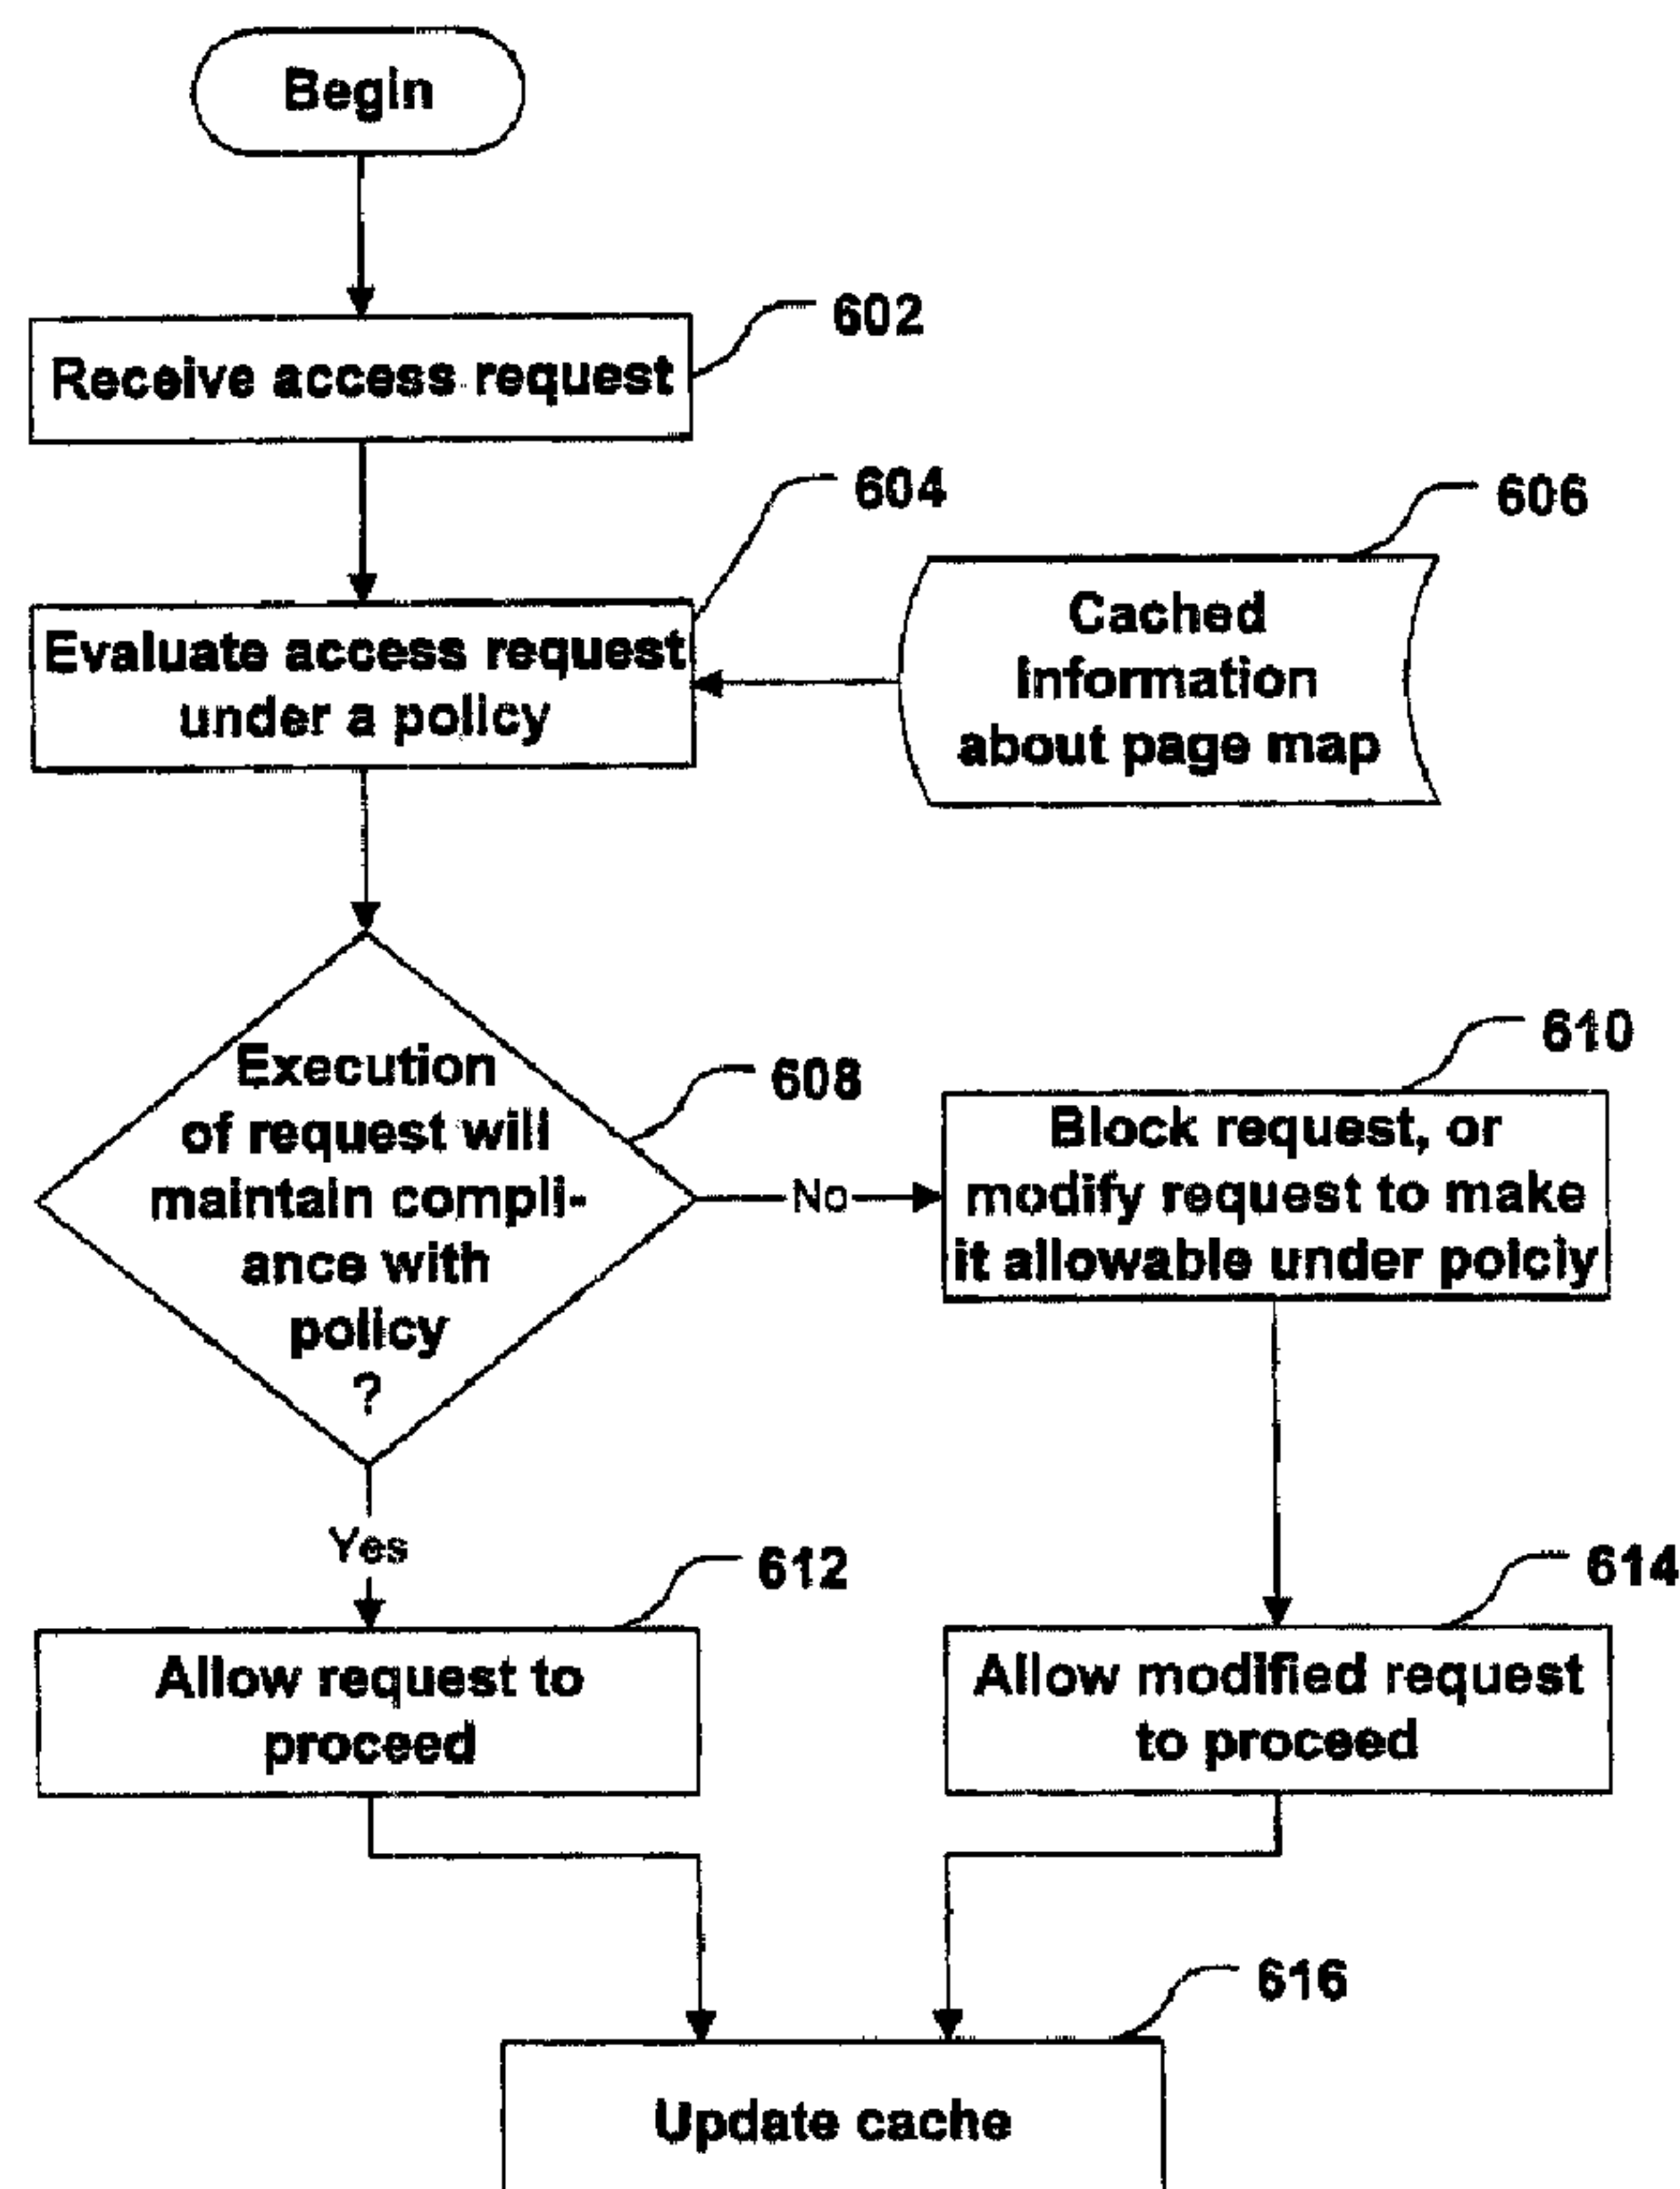 Begin
602
Receive access request
604
606
Evaluate access request
under a policy
Cached
Information
about page map
Execution
of request will
maintain compli-
ance with
policy
?
608
No
610
Block request, or
modify request to make
it allowable under polciy
Yes
612
Allow request to
proceed
614
Allow modified request
to proceed
616
Update cache